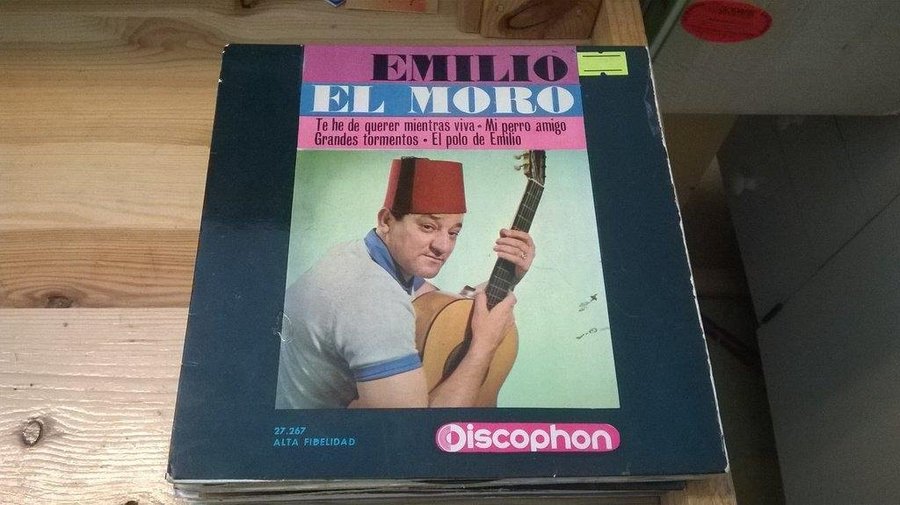 EMILIO
EL MORO
Te he de querer mientras viva • Mi perro amigo
Grandes tormentos • El polo de Emilio
27.267
ALTA FIDELIDAD
Discophon